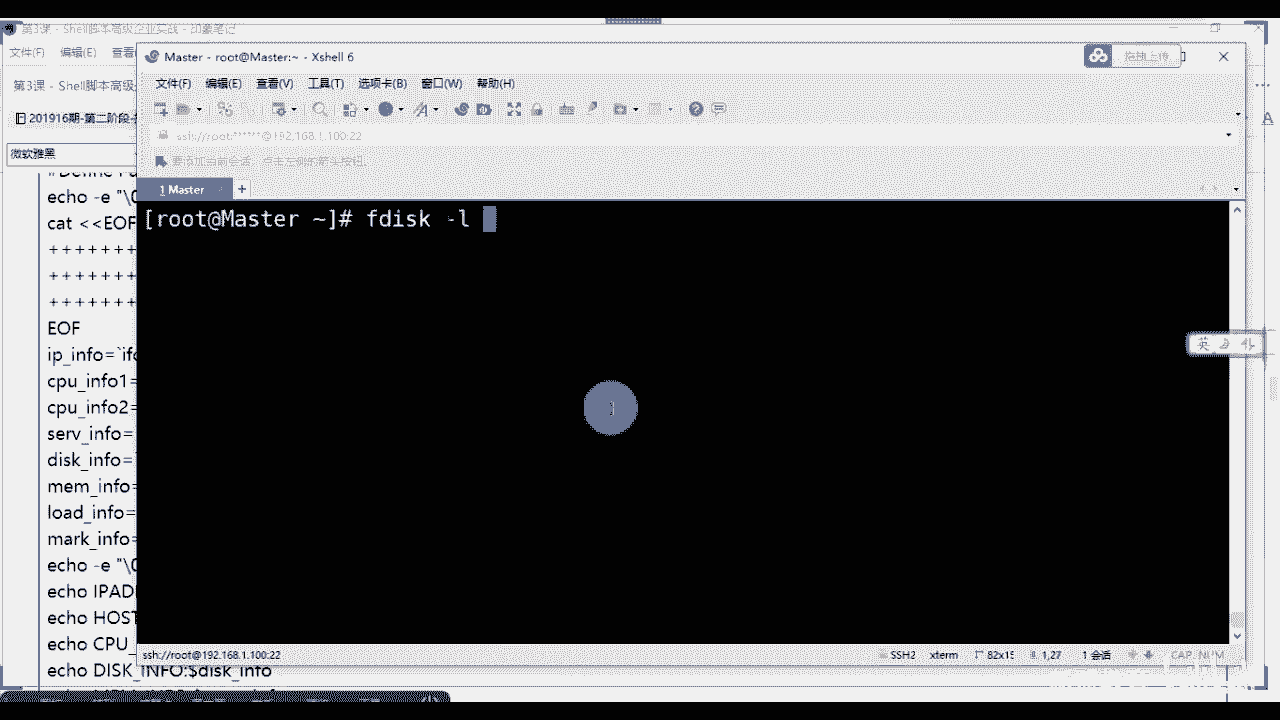 第3课 - Shell脚本高级企业实战 - 印象笔记
文件(F) 编辑(E) 查看
第3课 - Shell脚本高级
201916期-第二阶段-
微软雅黑
echo -e "\0
cat <<EOF
++++++++
++++++++
++++++++
EOF
ip_info=`ifc
cpu_info1=
cpu_info2=
serv_info=
disk_info=
mem_info=
load_info=
mark_info=
echo -e "\0
echo IPADD
echo HOST
echo CPU_
echo DISK_INFO:$disk_info
Master - root@Master:~ - Xshell 6
拖拽上传
文件(F) 编辑(E) 查看(V) 工具(T) 选项卡(B) 窗口(W) 帮助(H)
ssh://root:******@192.168.1.100:22
要添加当前会话，点击左侧的箭头按钮。
1 Master
[root@Master ~]# fdisk -l
英
ssh://root@192.168.1.100:22
SSH2 xterm 82x15 1,27 1 会话 CAP NUM